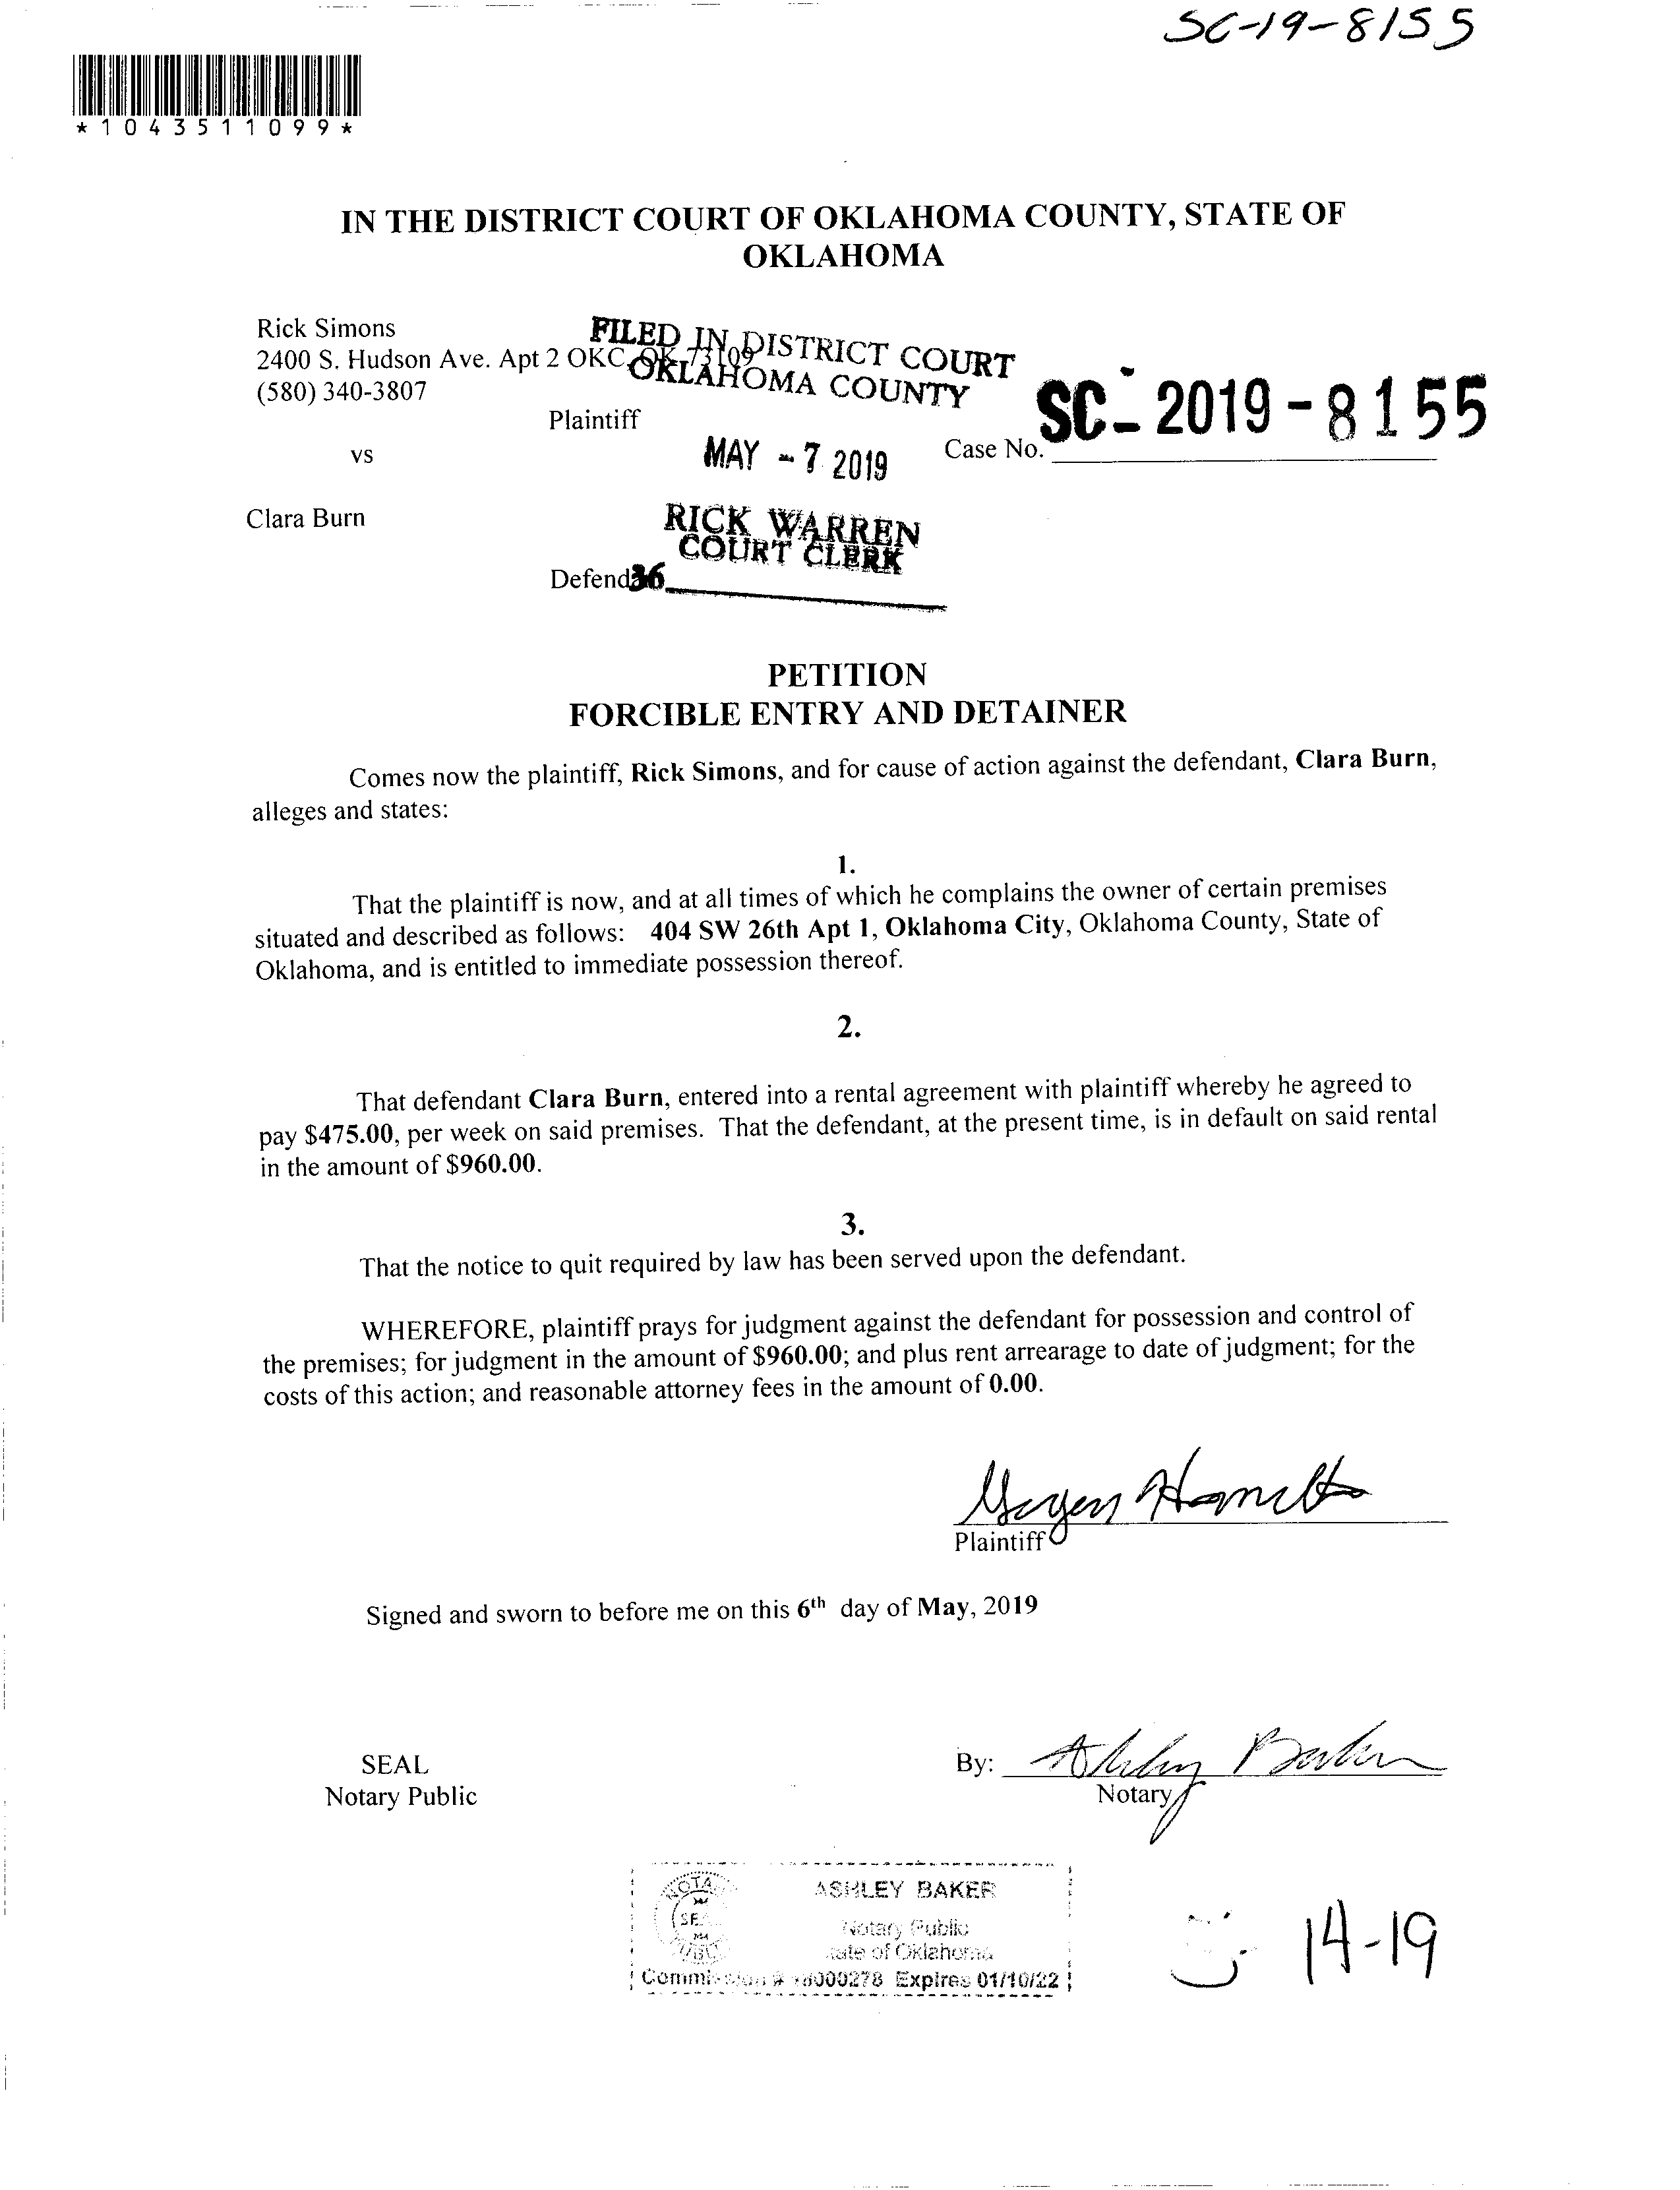 SC-19-8155
*1043511099*
IN THE DISTRICT COURT OF OKLAHOMA COUNTY, STATE OF
OKLAHOMA
Rick Simons
2400 S. Hudson Ave. Apt 2 OKC, OK 73109
(580) 340-3807
FILED IN DISTRICT COURT
OKLAHOMA COUNTY
Plaintiff
vs
MAY - 7 2019
Case No. SC- 2019 - 8155
Clara Burn
RICK WARREN
COURT CLERK
Defend
36
PETITION
FORCIBLE ENTRY AND DETAINER
Comes now the plaintiff, Rick Simons, and for cause of action against the defendant, Clara Burn,
alleges and states:
1.
That the plaintiff is now, and at all times of which he complains the owner of certain premises
situated and described as follows: 404 SW 26th Apt 1, Oklahoma City, Oklahoma County, State of
Oklahoma, and is entitled to immediate possession thereof.
2.
That defendant Clara Burn, entered into a rental agreement with plaintiff whereby he agreed to
pay $475.00, per week on said premises. That the defendant, at the present time, is in default on said rental
in the amount of $960.00.
3.
That the notice to quit required by law has been served upon the defendant.
WHEREFORE, plaintiff prays for judgment against the defendant for possession and control of
the premises; for judgment in the amount of $960.00; and plus rent arrearage to date of judgment; for the
costs of this action; and reasonable attorney fees in the amount of 0.00.
Plaintiff
Signed and sworn to before me on this 6th day of May, 2019
SEAL
Notary Public
By: Ashley Baker
Notary
ASHLEY BAKER
Notary Public
State of Oklahoma
Expires 01/10/22
14-19